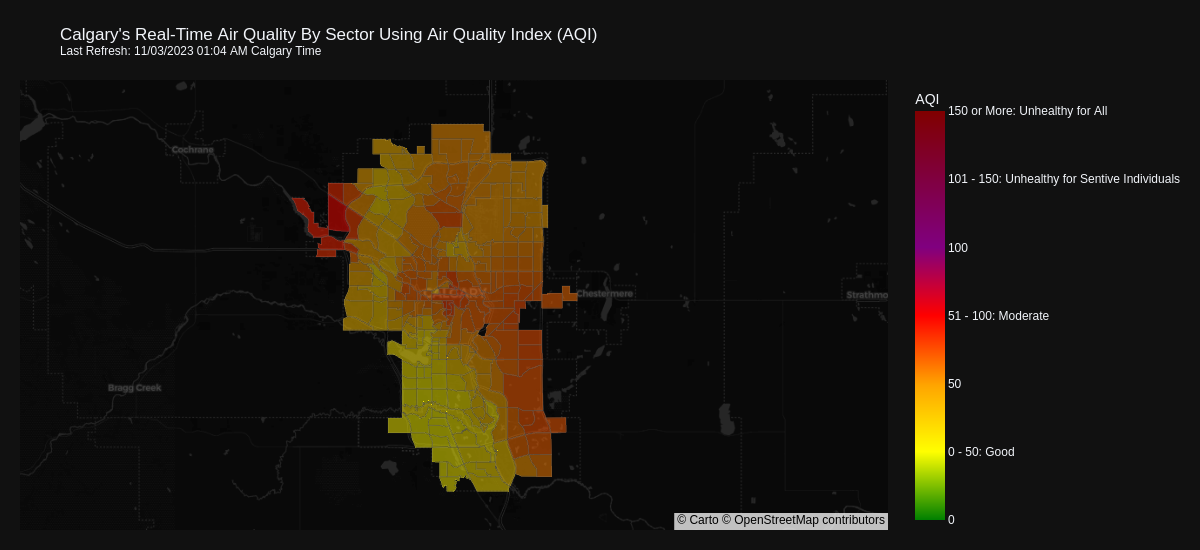 Calgary's Real-Time Air Quality By Sector Using Air Quality Index (AQI)
Last Refresh: 11/03/2023 01:04 AM Calgary Time
AQI
150 or More: Unhealthy for All
101 - 150: Unhealthy for Sentive Individuals
100
51 - 100: Moderate
50
0 - 50: Good
0
Cochrane
CALGARY
Chestermere
Strathmo
Bragg Creek
© Carto © OpenStreetMap contributors